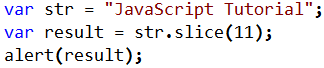 var str = "JavaScript Tutorial";
var result = str.slice(11);
alert(result);